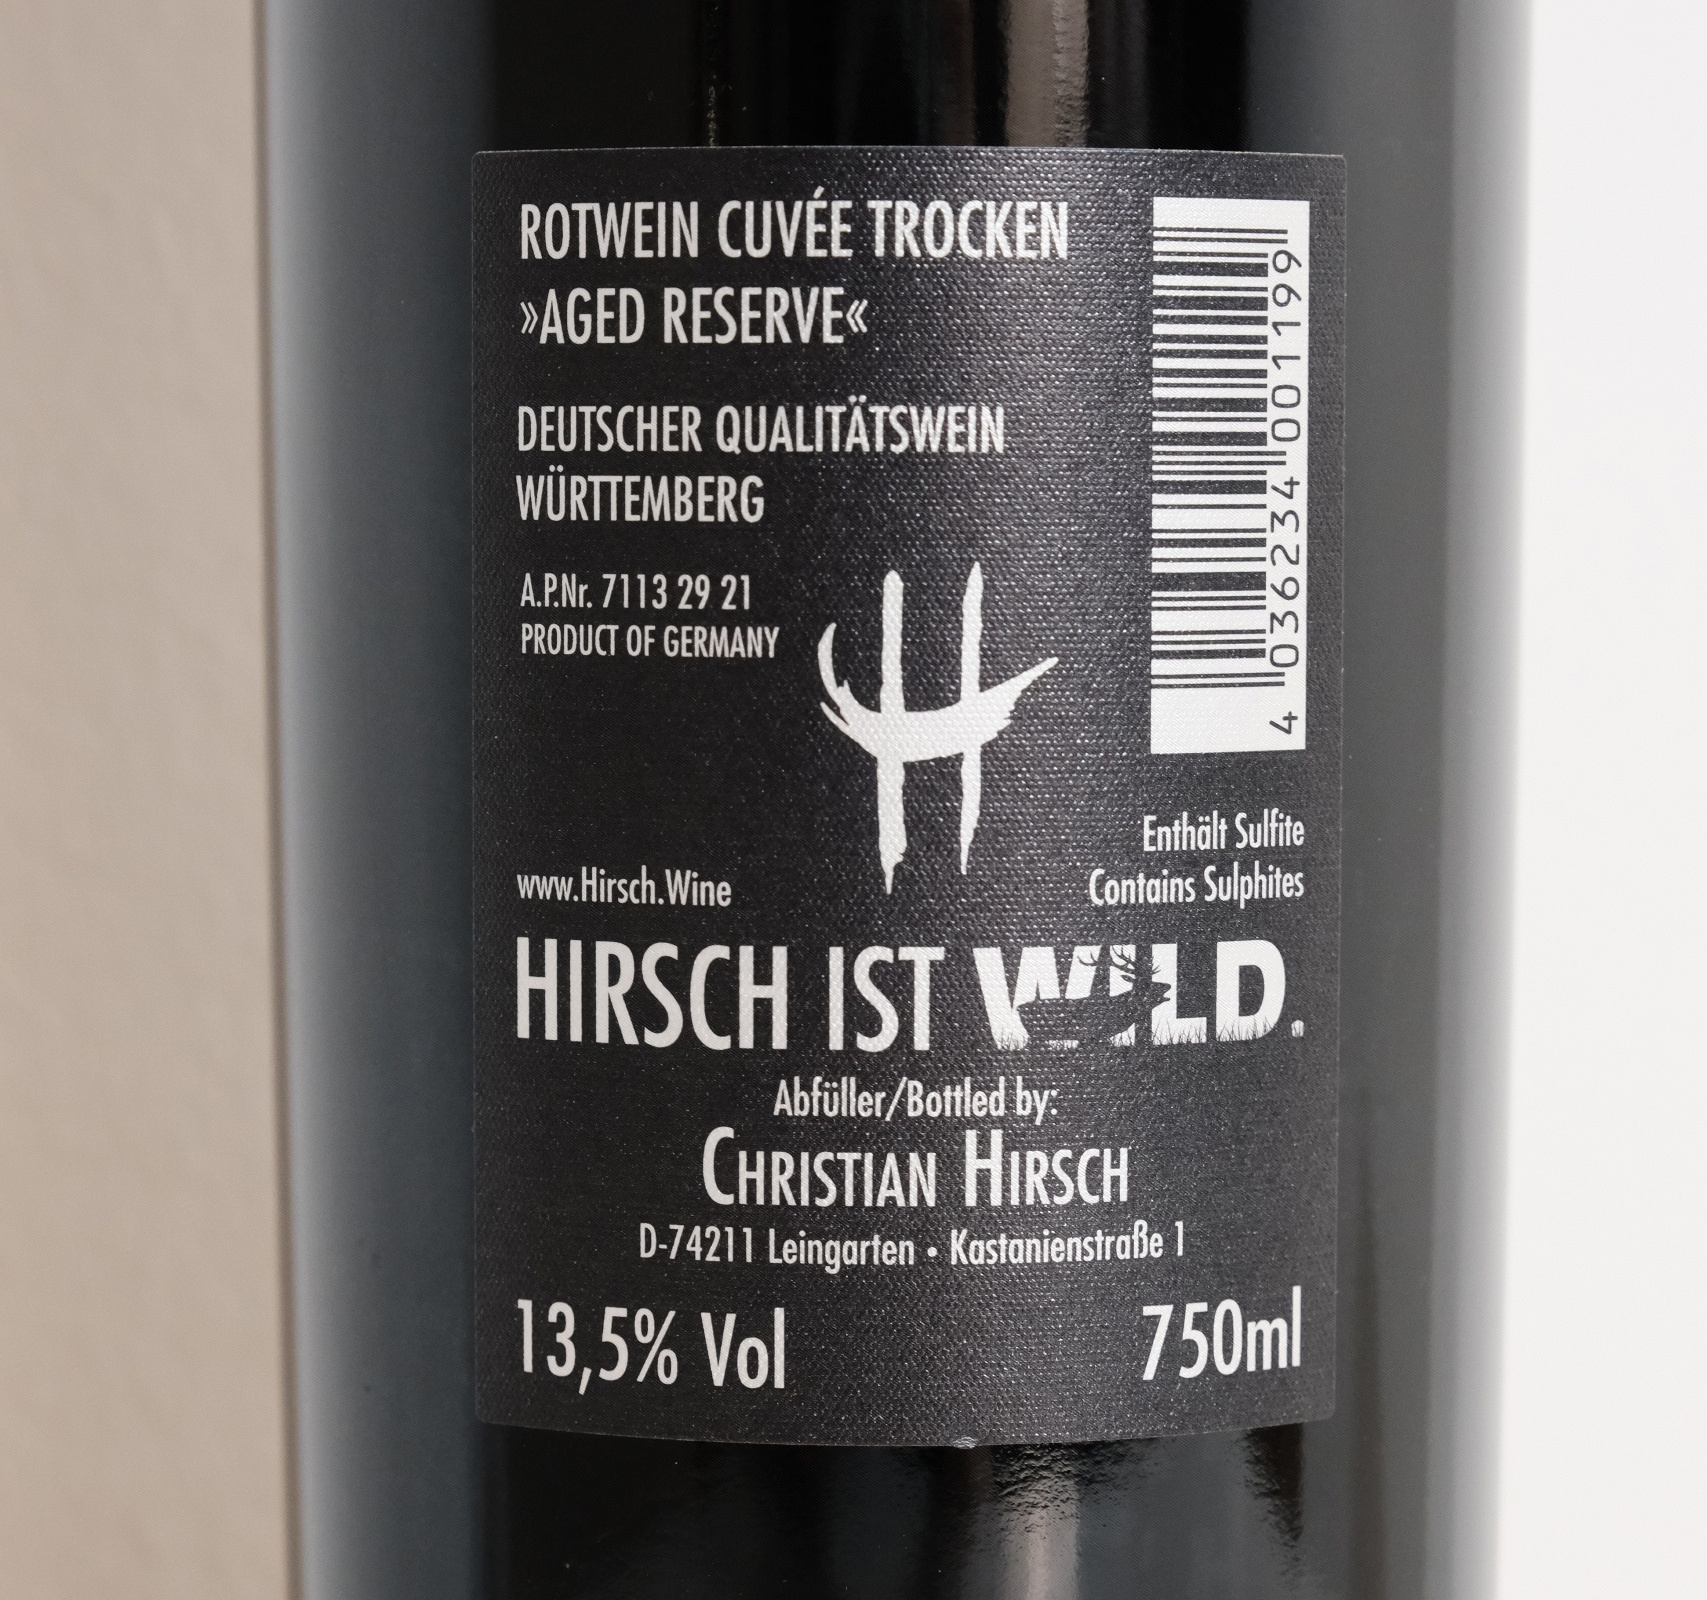 ROTWEIN CUVÉE TROCKEN
»AGED RESERVE«
DEUTSCHER QUALITÄTSWEIN
WÜRTTEMBERG
A.P.Nr. 7113 29 21
PRODUCT OF GERMANY
4 036234 001199
H
Enthält Sulfite
Contains Sulphites
www.Hirsch.Wine
HIRSCH IST WILD.
Abfüller/Bottled by:
CHRISTIAN HIRSCH
D-74211 Leingarten • Kastanienstraße 1
13,5% Vol
750ml